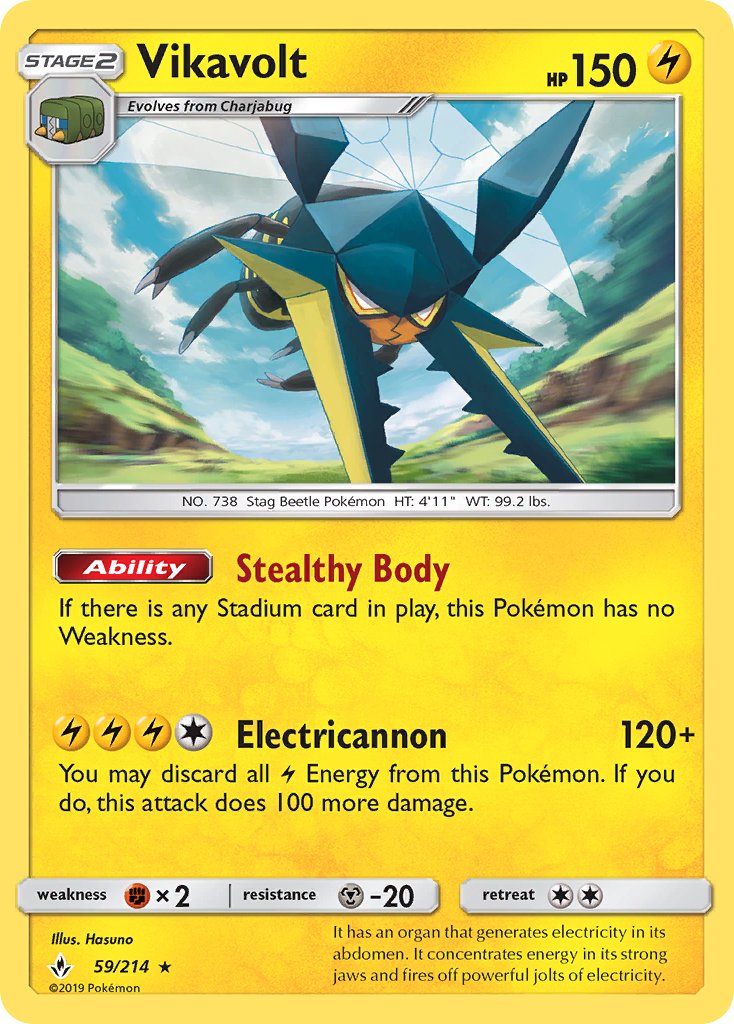 STAGE2 Vikavolt HP 150
Evolves from Charjabug
NO. 738 Stag Beetle Pokémon HT: 4'11" WT: 99.2 lbs.
Ability Stealthy Body
If there is any Stadium card in play, this Pokémon has no
Weakness.
Electricannon 120+
You may discard all Energy from this Pokémon. If you
do, this attack does 100 more damage.
weakness ×2 resistance -20 retreat
Illus. Hasuno
59/214
©2019 Pokémon
It has an organ that generates electricity in its
abdomen. It concentrates energy in its strong
jaws and fires off powerful jolts of electricity.